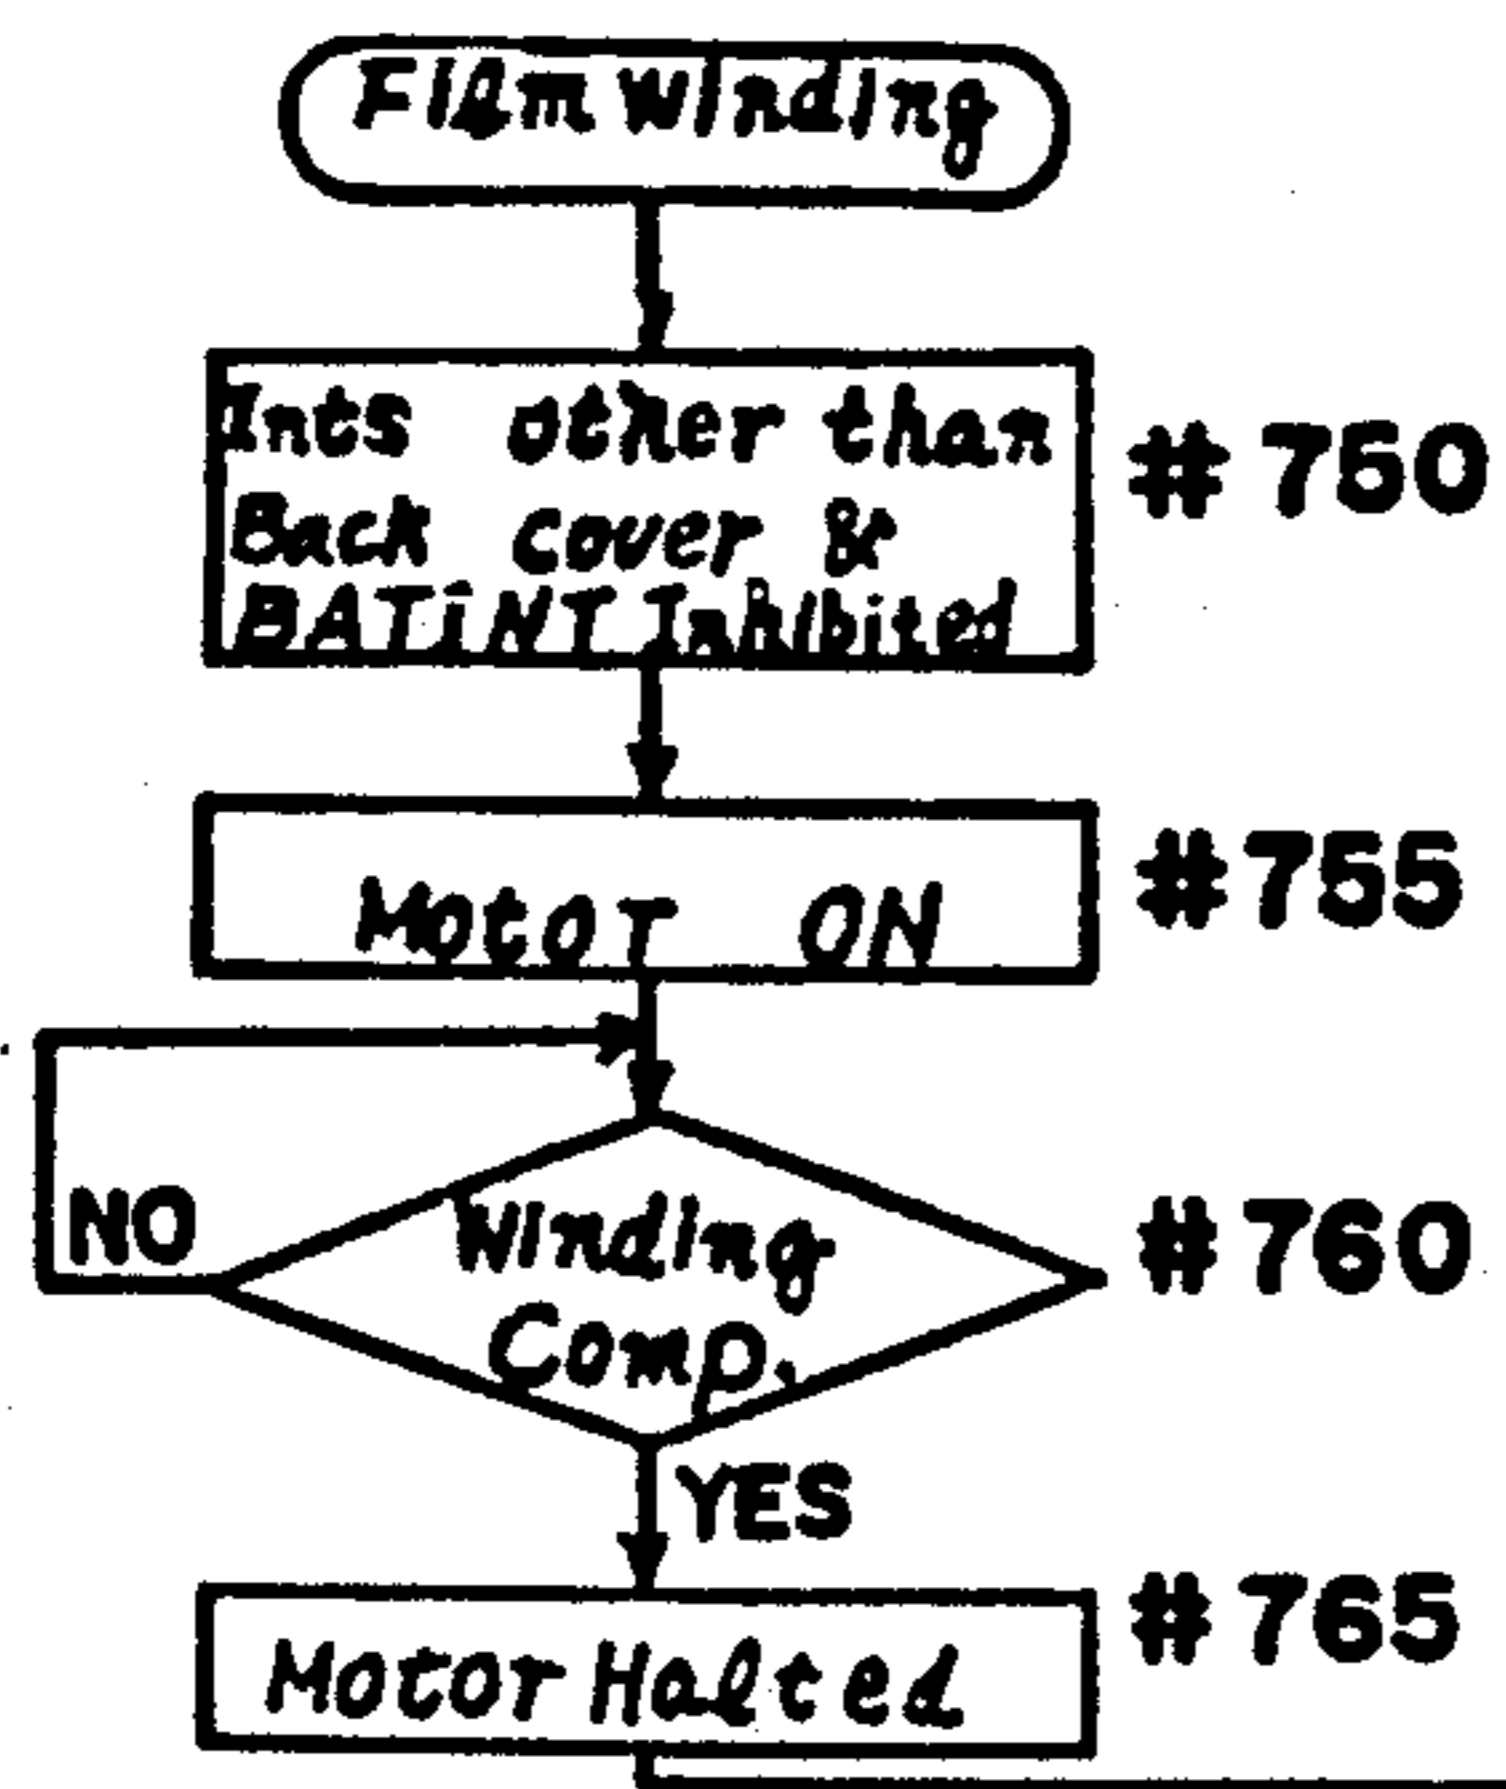 Film Winding
Ints other than
Back cover &
BATiNT Inhibited
#750
Motor ON
#755
NO
Winding
Comp.
#760
YES
Motor Halted
#765